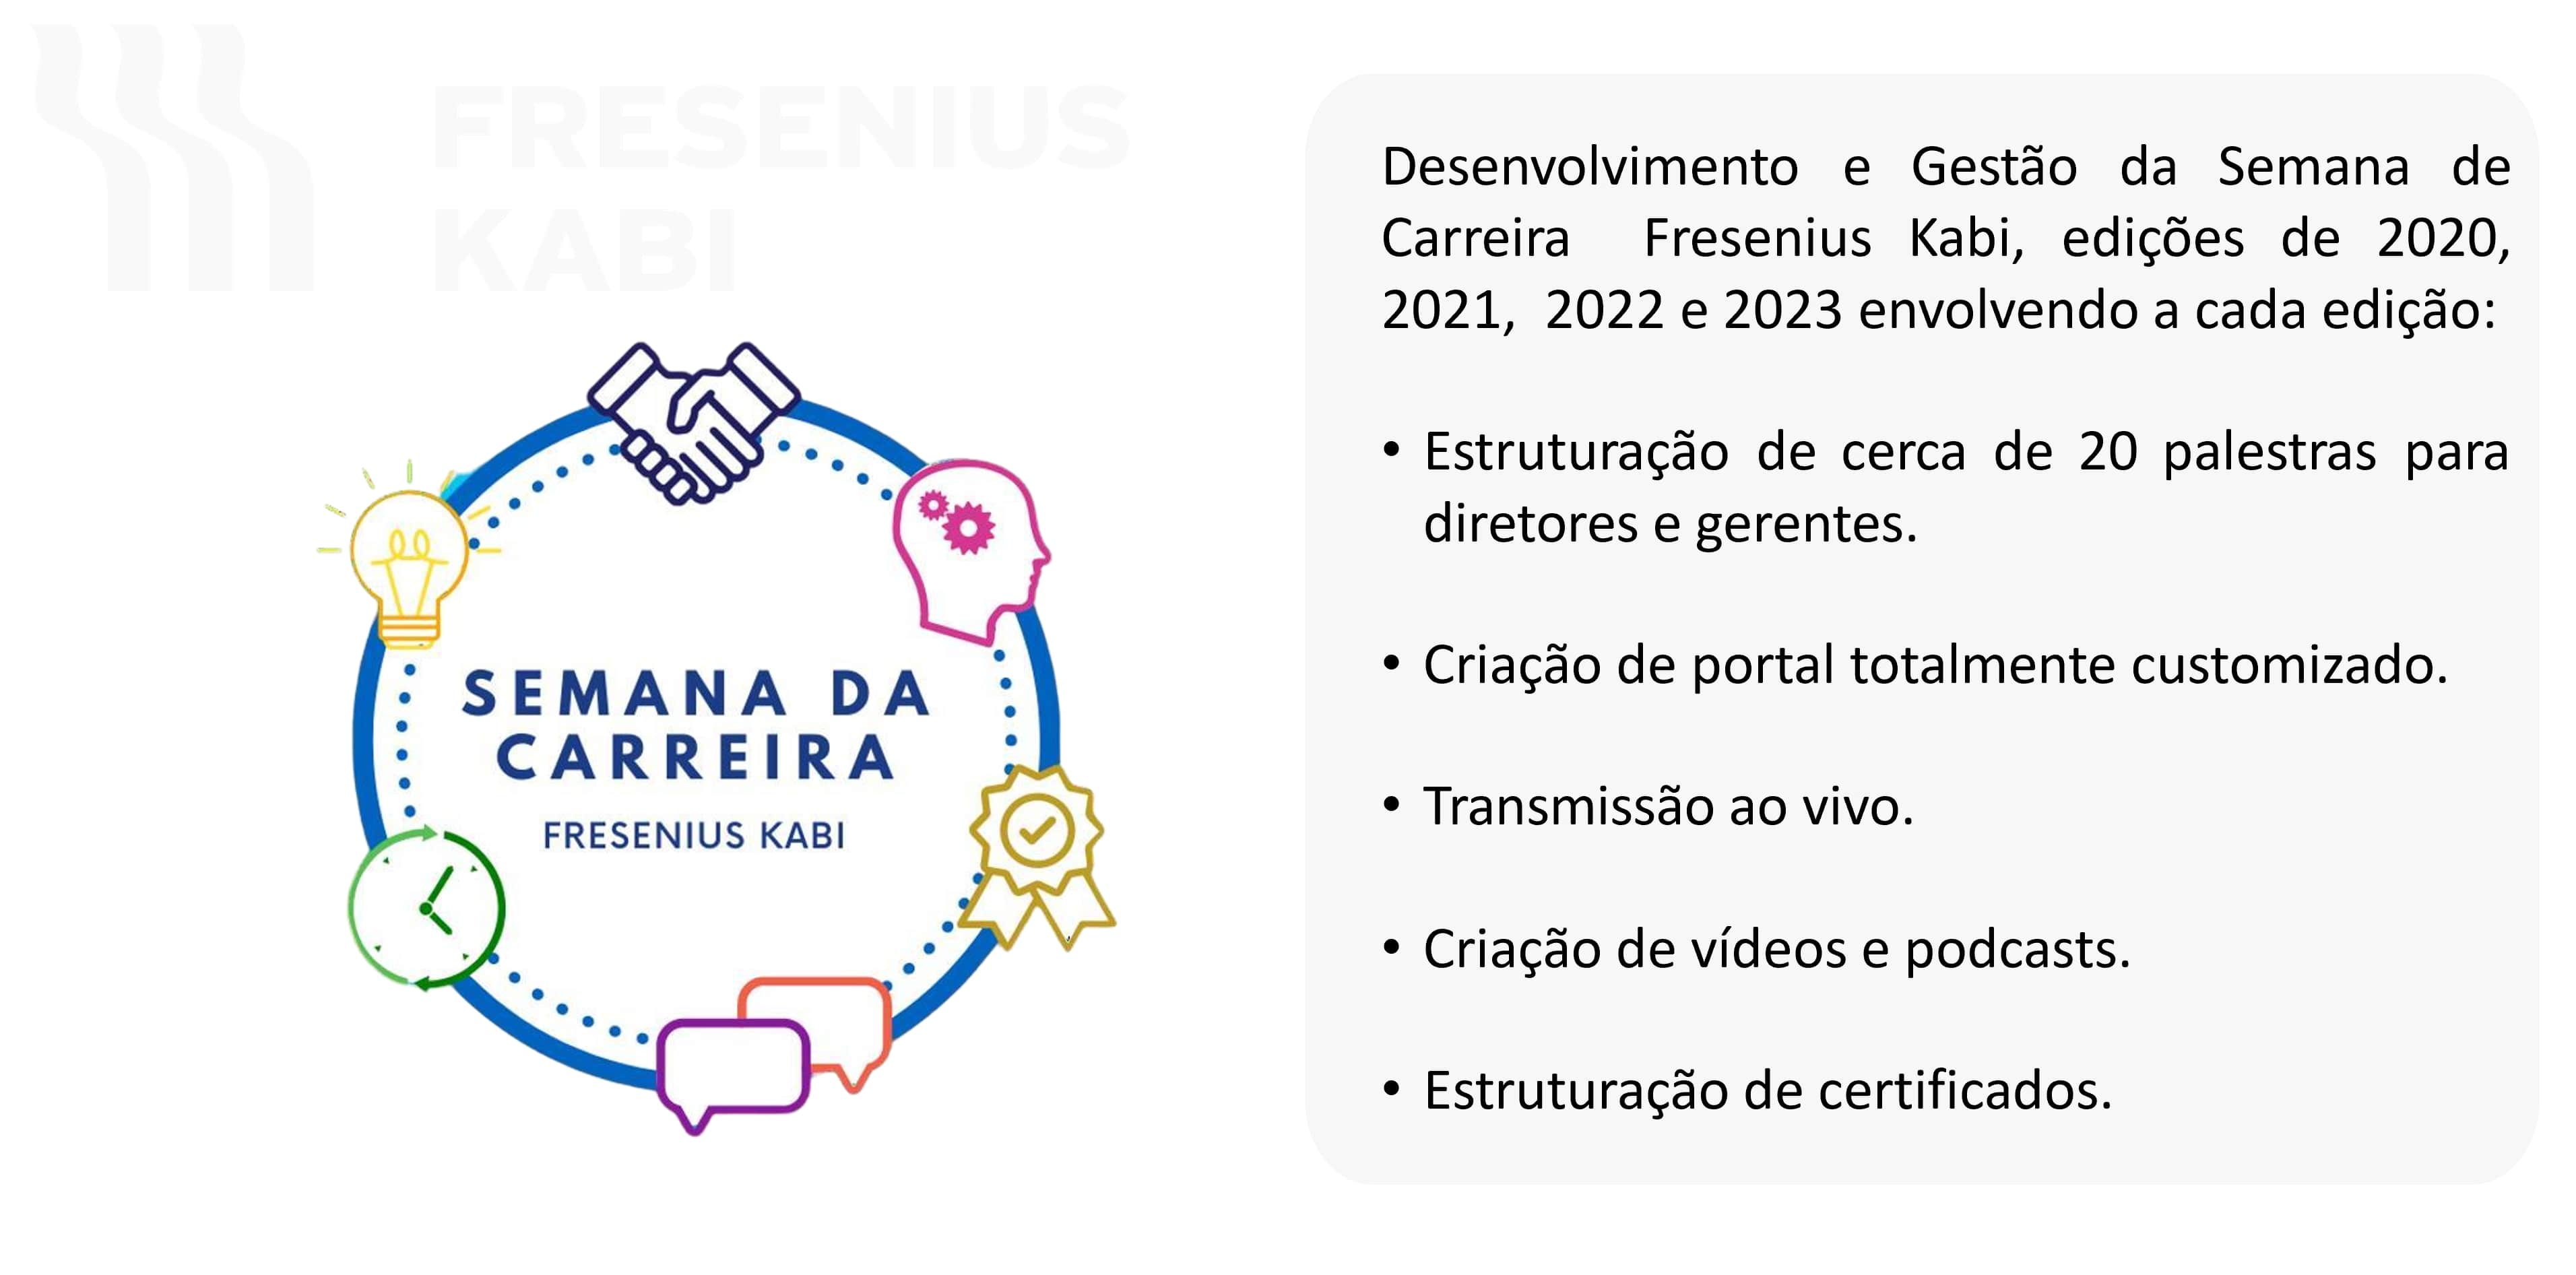 FRESENIUS
KABI
SEMANA DA
CARREIRA
FRESENIUS KABI
Desenvolvimento e Gestão da Semana de
Carreira Fresenius Kabi, edições de 2020,
2021, 2022 e 2023 envolvendo a cada edição:
• Estruturação de cerca de 20 palestras para
diretores e gerentes.
• Criação de portal totalmente customizado.
• Transmissão ao vivo.
• Criação de vídeos e podcasts.
• Estruturação de certificados.